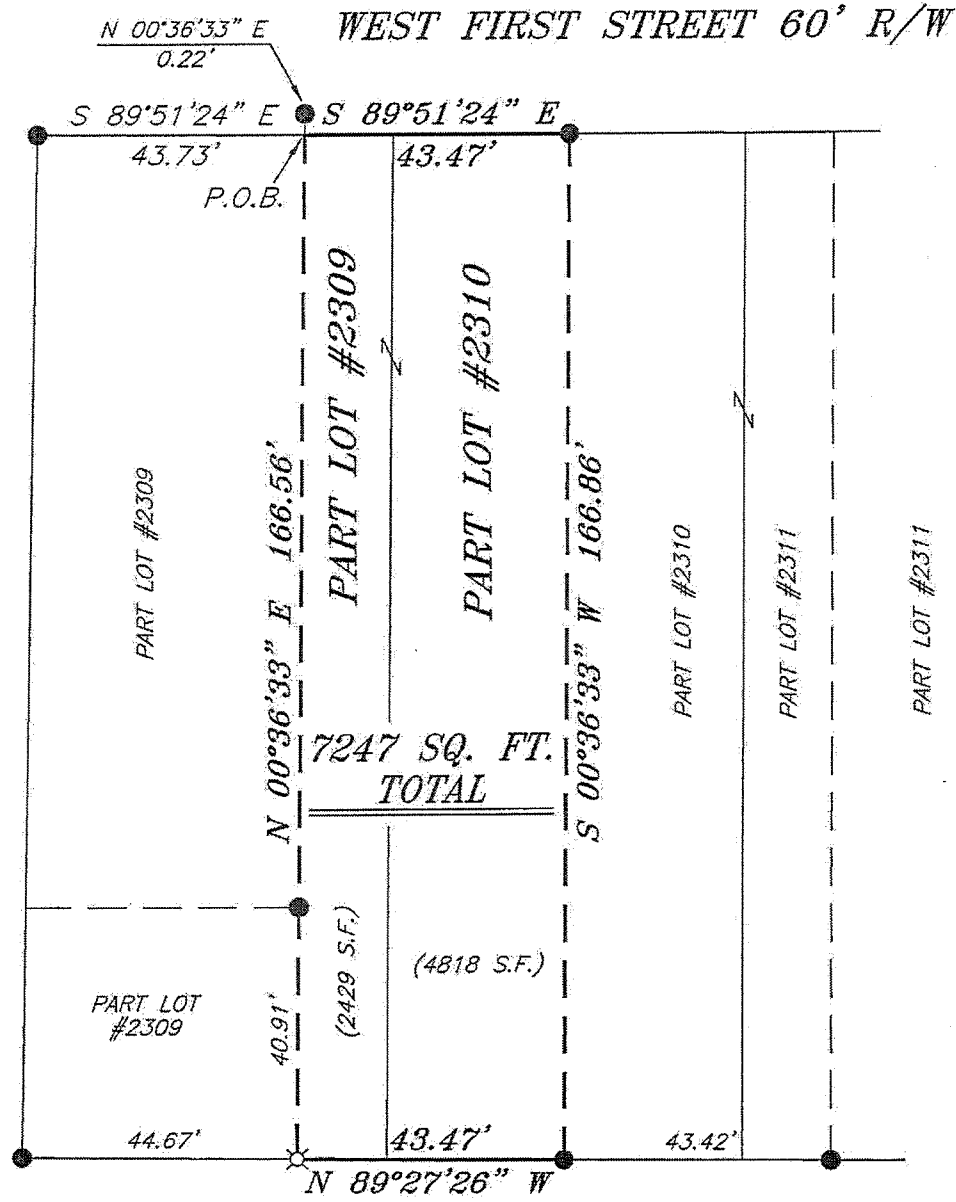 WEST FIRST STREET 60' R/W
N 00°36'33" E
0.22'
S 89°51'24" E
S 89°51'24" E
43.73'
43.47'
P.O.B.
PART LOT #2309
PART LOT #2310
PART LOT #2309
N 00°36'33" E 166.56'
S 00°36'33" W 166.86'
PART LOT #2310
PART LOT #2311
PART LOT #2311
7247 SQ. FT.
TOTAL
(2429 S.F.)
(4818 S.F.)
PART LOT
#2309
40.91'
44.67'
43.47'
43.42'
N 89°27'26" W